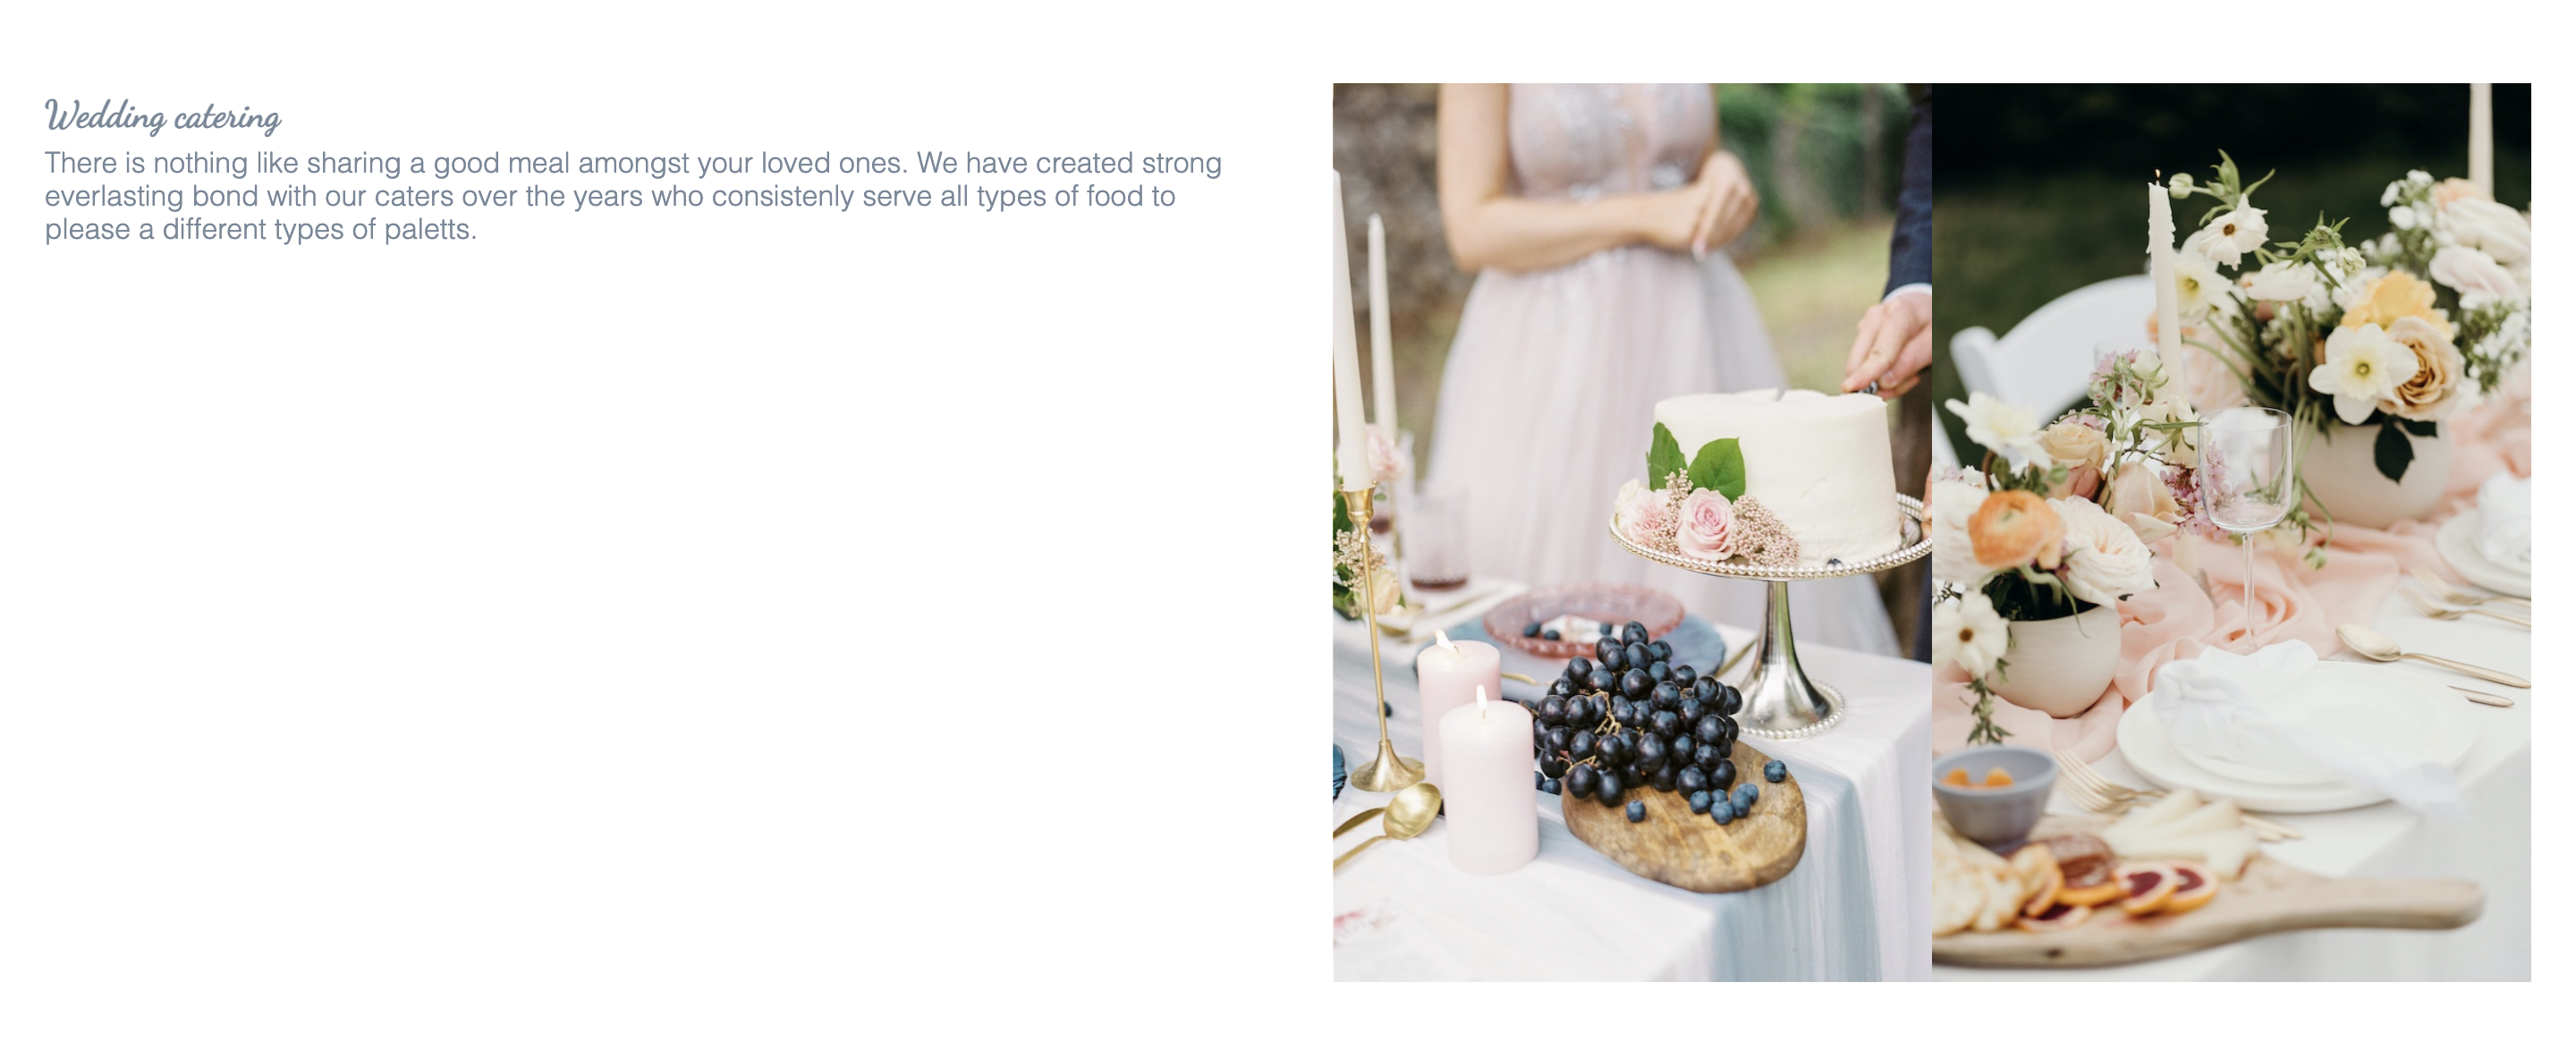 Wedding catering
There is nothing like sharing a good meal amongst your loved ones. We have created strong
everlasting bond with our caters over the years who consistenly serve all types of food to
please a different types of paletts.